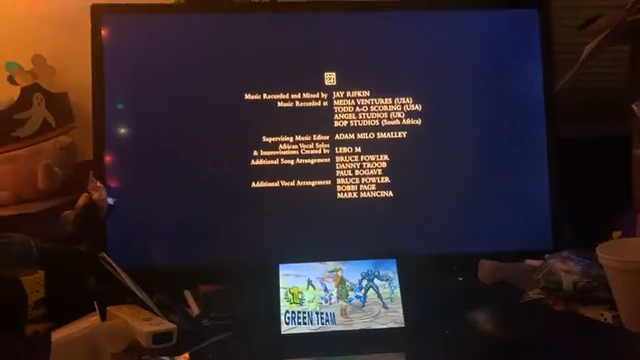 Music Recorded and Mixed by JAY RIFKIN
Music Recorded at MEDIA VENTURES (USA)
TODD A-O SCORING (USA)
ANGEL STUDIOS (UK)
BOP STUDIOS (South Africa)
Supervising Music Editor ADAM MILO SMALLEY
African Vocal Solos
& Improvisations Created by LEBO M
Additional Song Arrangement BRUCE FOWLER
DANNY TROOB
PAUL BOGAVE
Additional Vocal Arrangement BRUCE FOWLER
BOBBI PAGE
MARK MANCINA
GREEN TEAM